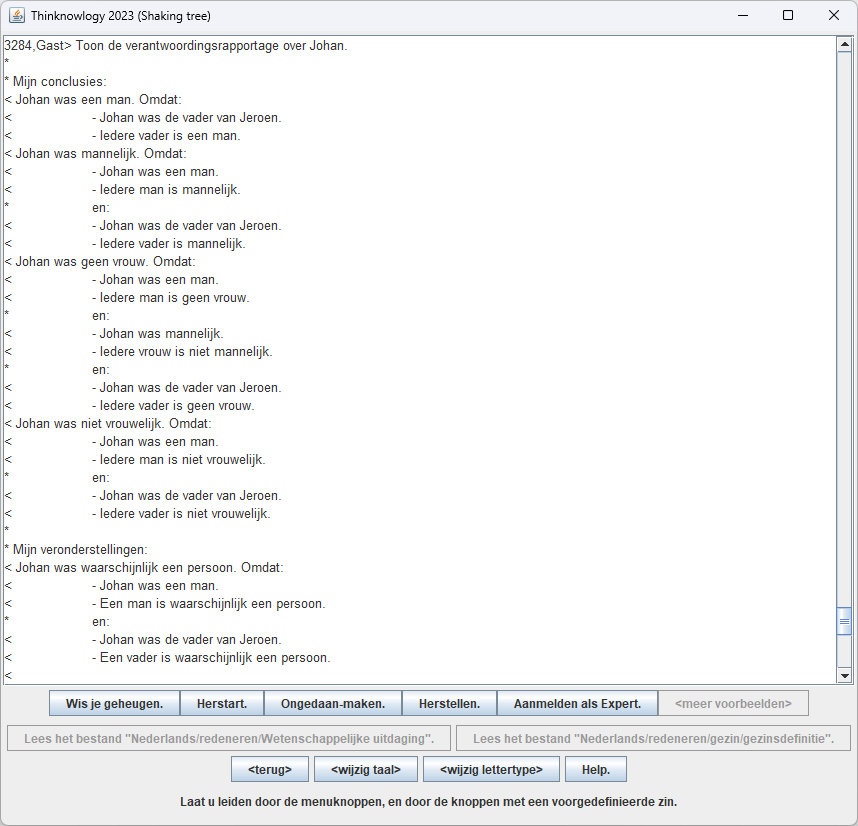 Thinknowlogy 2023 (Shaking tree)
3284,Gast> Toon de verantwoordingsrapportage over Johan.
*
* Mijn conclusies:
< Johan was een man. Omdat:
< - Johan was de vader van Jeroen.
< - Iedere vader is een man.
< Johan was mannelijk. Omdat:
< - Johan was een man.
< - Iedere man is mannelijk.
* en:
< - Johan was de vader van Jeroen.
< - Iedere vader is mannelijk.
< Johan was geen vrouw. Omdat:
< - Johan was een man.
< - Iedere man is geen vrouw.
* en:
< - Johan was mannelijk.
< - Iedere vrouw is niet mannelijk.
* en:
< - Johan was de vader van Jeroen.
< - Iedere vader is geen vrouw.
< Johan was niet vrouwelijk. Omdat:
< - Johan was een man.
< - Iedere man is niet vrouwelijk.
* en:
< - Johan was de vader van Jeroen.
< - Iedere vader is niet vrouwelijk.
*
* Mijn veronderstellingen:
< Johan was waarschijnlijk een persoon. Omdat:
< - Johan was een man.
< - Een man is waarschijnlijk een persoon.
* en:
< - Johan was de vader van Jeroen.
< - Een vader is waarschijnlijk een persoon.
<
Wis je geheugen. Herstart. Ongedaan-maken. Herstellen. Aanmelden als Expert. <meer voorbeelden>
Lees het bestand "Nederlands/redeneren/Wetenschappelijke uitdaging". Lees het bestand "Nederlands/redeneren/gezin/gezinsdefinitie".
<terug> <wijzig taal> <wijzig lettertype> Help.
Laat u leiden door de menuknoppen, en door de knoppen met een voorgedefinieerde zin.